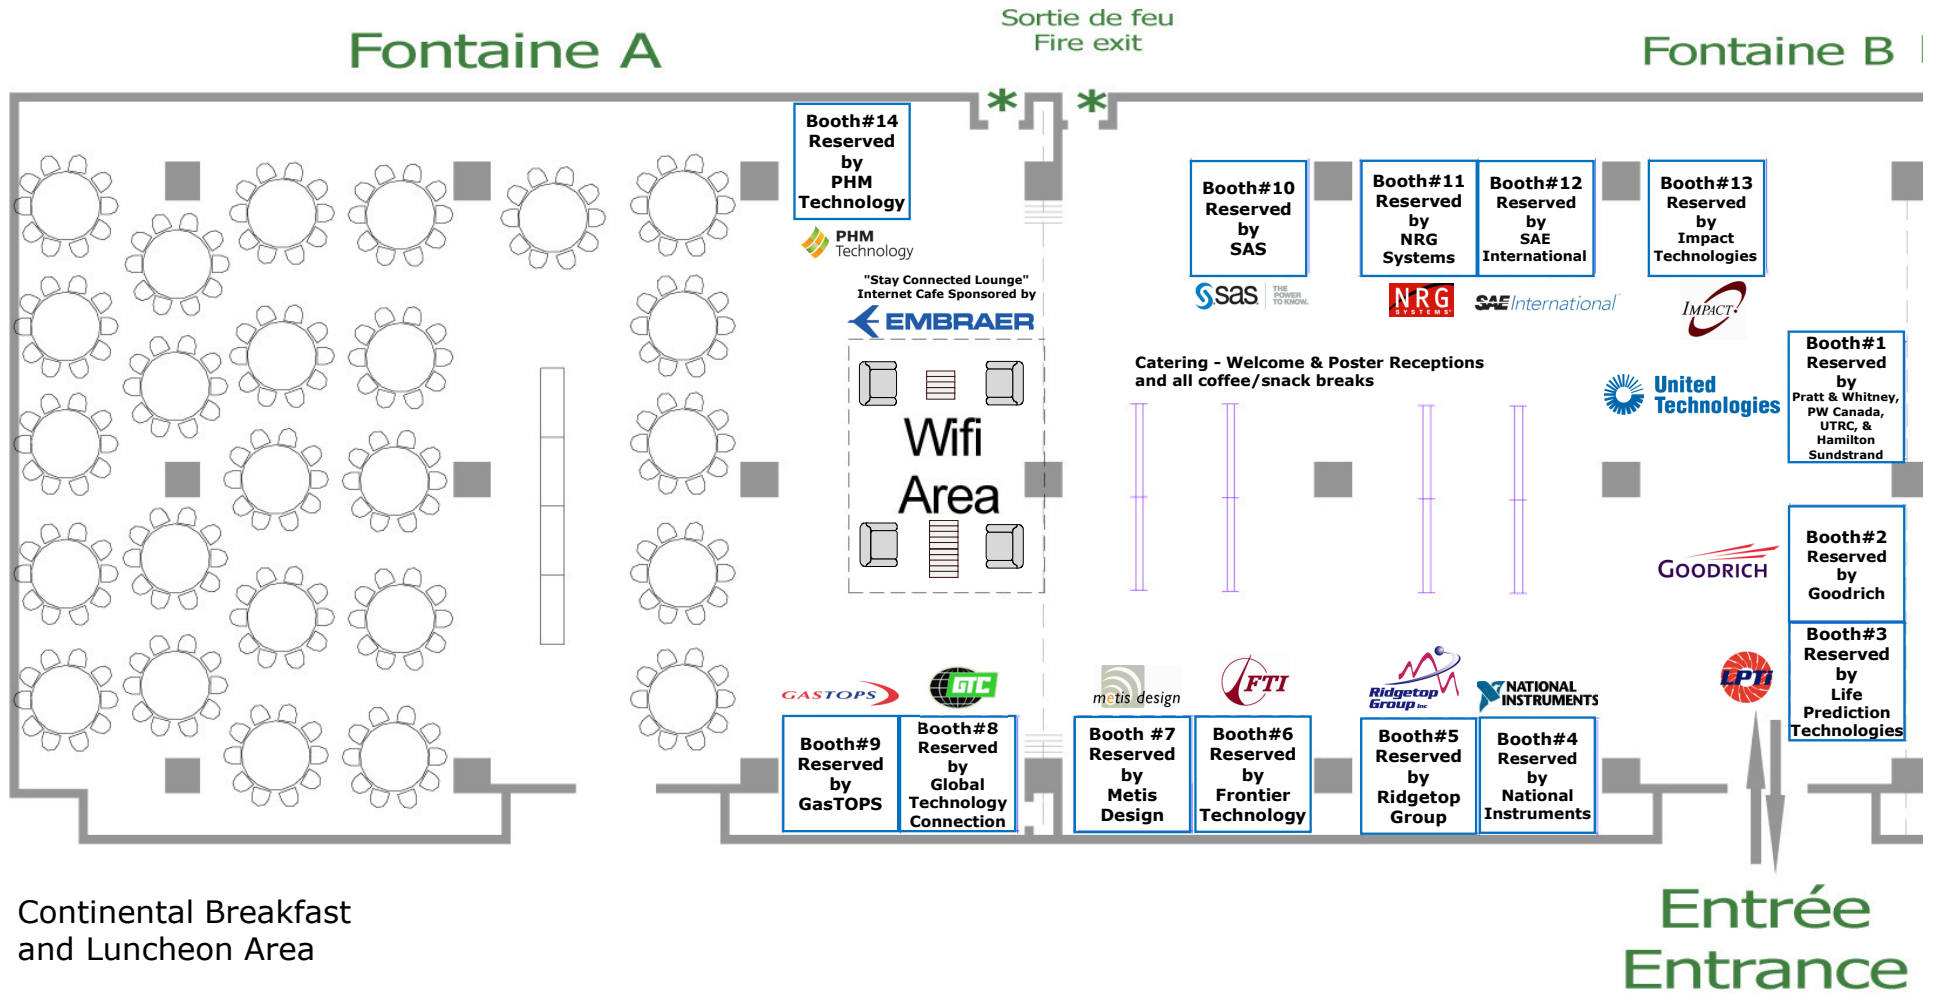 Sortie de feu
Fire exit
Fontaine A
Fontaine B
*
*
Booth#14
Reserved
by
PHM
Technology
PHM
Technology
"Stay Connected Lounge"
Internet Cafe Sponsored by
EMBRAER
Wifi
Area
Booth#10
Reserved
by
SAS
sas
THE
POWER
TO KNOW.
Booth#11
Reserved
by
NRG
Systems
NRG
SYSTEMS
Booth#12
Reserved
by
SAE
International
SAE International
Booth#13
Reserved
by
Impact
Technologies
IMPACT
Catering - Welcome & Poster Receptions
and all coffee/snack breaks
United
Technologies
Booth#1
Reserved
by
Pratt & Whitney,
PW Canada,
UTRC, &
Hamilton
Sundstrand
GOODRICH
Booth#2
Reserved
by
Goodrich
LPTi
Booth#3
Reserved
by
Life
Prediction
Technologies
GASTOPS
Booth#9
Reserved
by
GasTOPS
GTC
Booth#8
Reserved
by
Global
Technology
Connection
metis design
Booth #7
Reserved
by
Metis
Design
FTI
Booth#6
Reserved
by
Frontier
Technology
Ridgetop
Group Inc
Booth#5
Reserved
by
Ridgetop
Group
NATIONAL
INSTRUMENTS
Booth#4
Reserved
by
National
Instruments
Continental Breakfast
and Luncheon Area
Entrée
Entrance